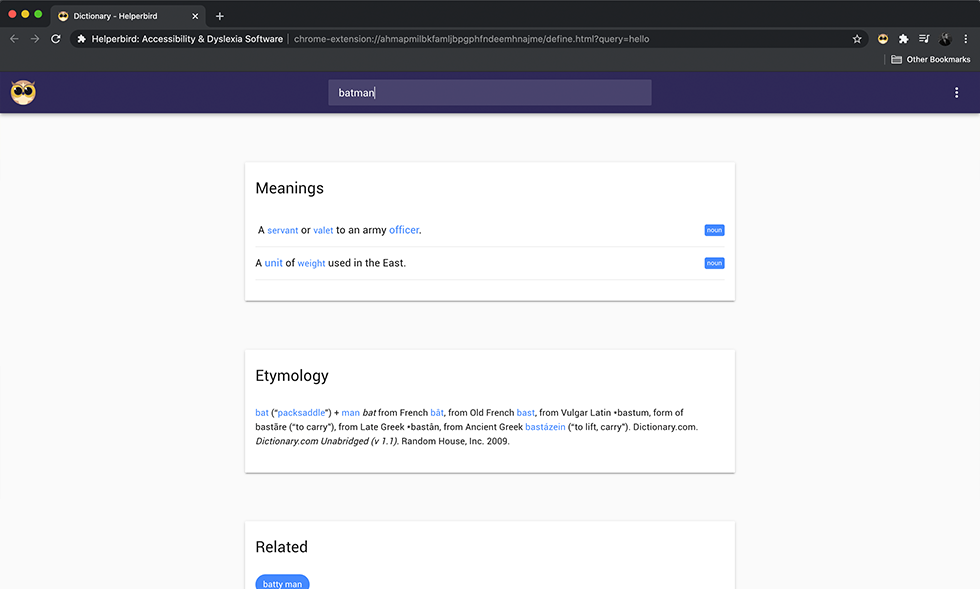 Dictionary - Helperbird
Helperbird: Accessibility & Dyslexia Software | chrome-extension://ahmapmilbkfamljbpgphfndeemhnajme/define.html?query=hello
Other Bookmarks
batman
Meanings
A servant or valet to an army officer. noun
A unit of weight used in the East. noun
Etymology
bat (“packsaddle”) + man bat from French bât, from Old French bast, from Vulgar Latin •bastum, form of
bastāre (“to carry”), from Late Greek •bastân, from Ancient Greek bastázein (“to lift, carry”). Dictionary.com.
Dictionary.com Unabridged (v 1.1). Random House, Inc. 2009.
Related
batty man